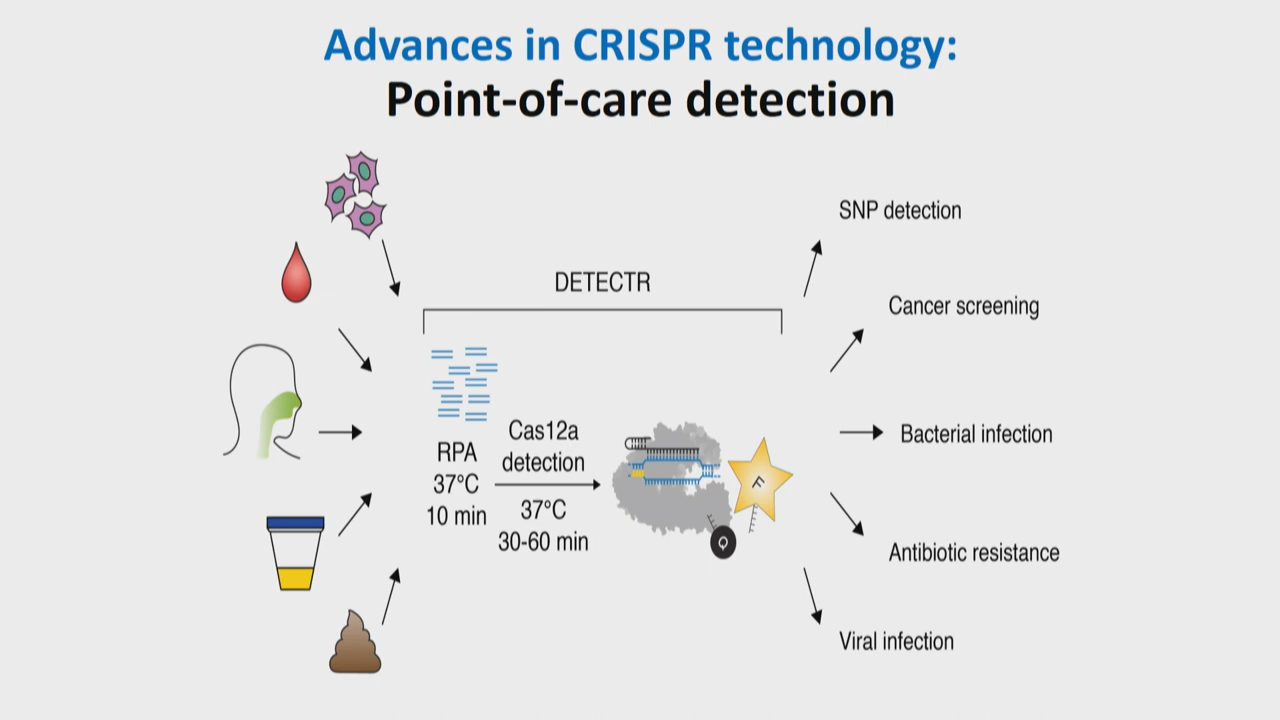 Advances in CRISPR technology:
Point-of-care detection
DETECTR
RPA
37°C
10 min
Cas12a
detection
37°C
30-60 min
F
Q
SNP detection
Cancer screening
Bacterial infection
Antibiotic resistance
Viral infection